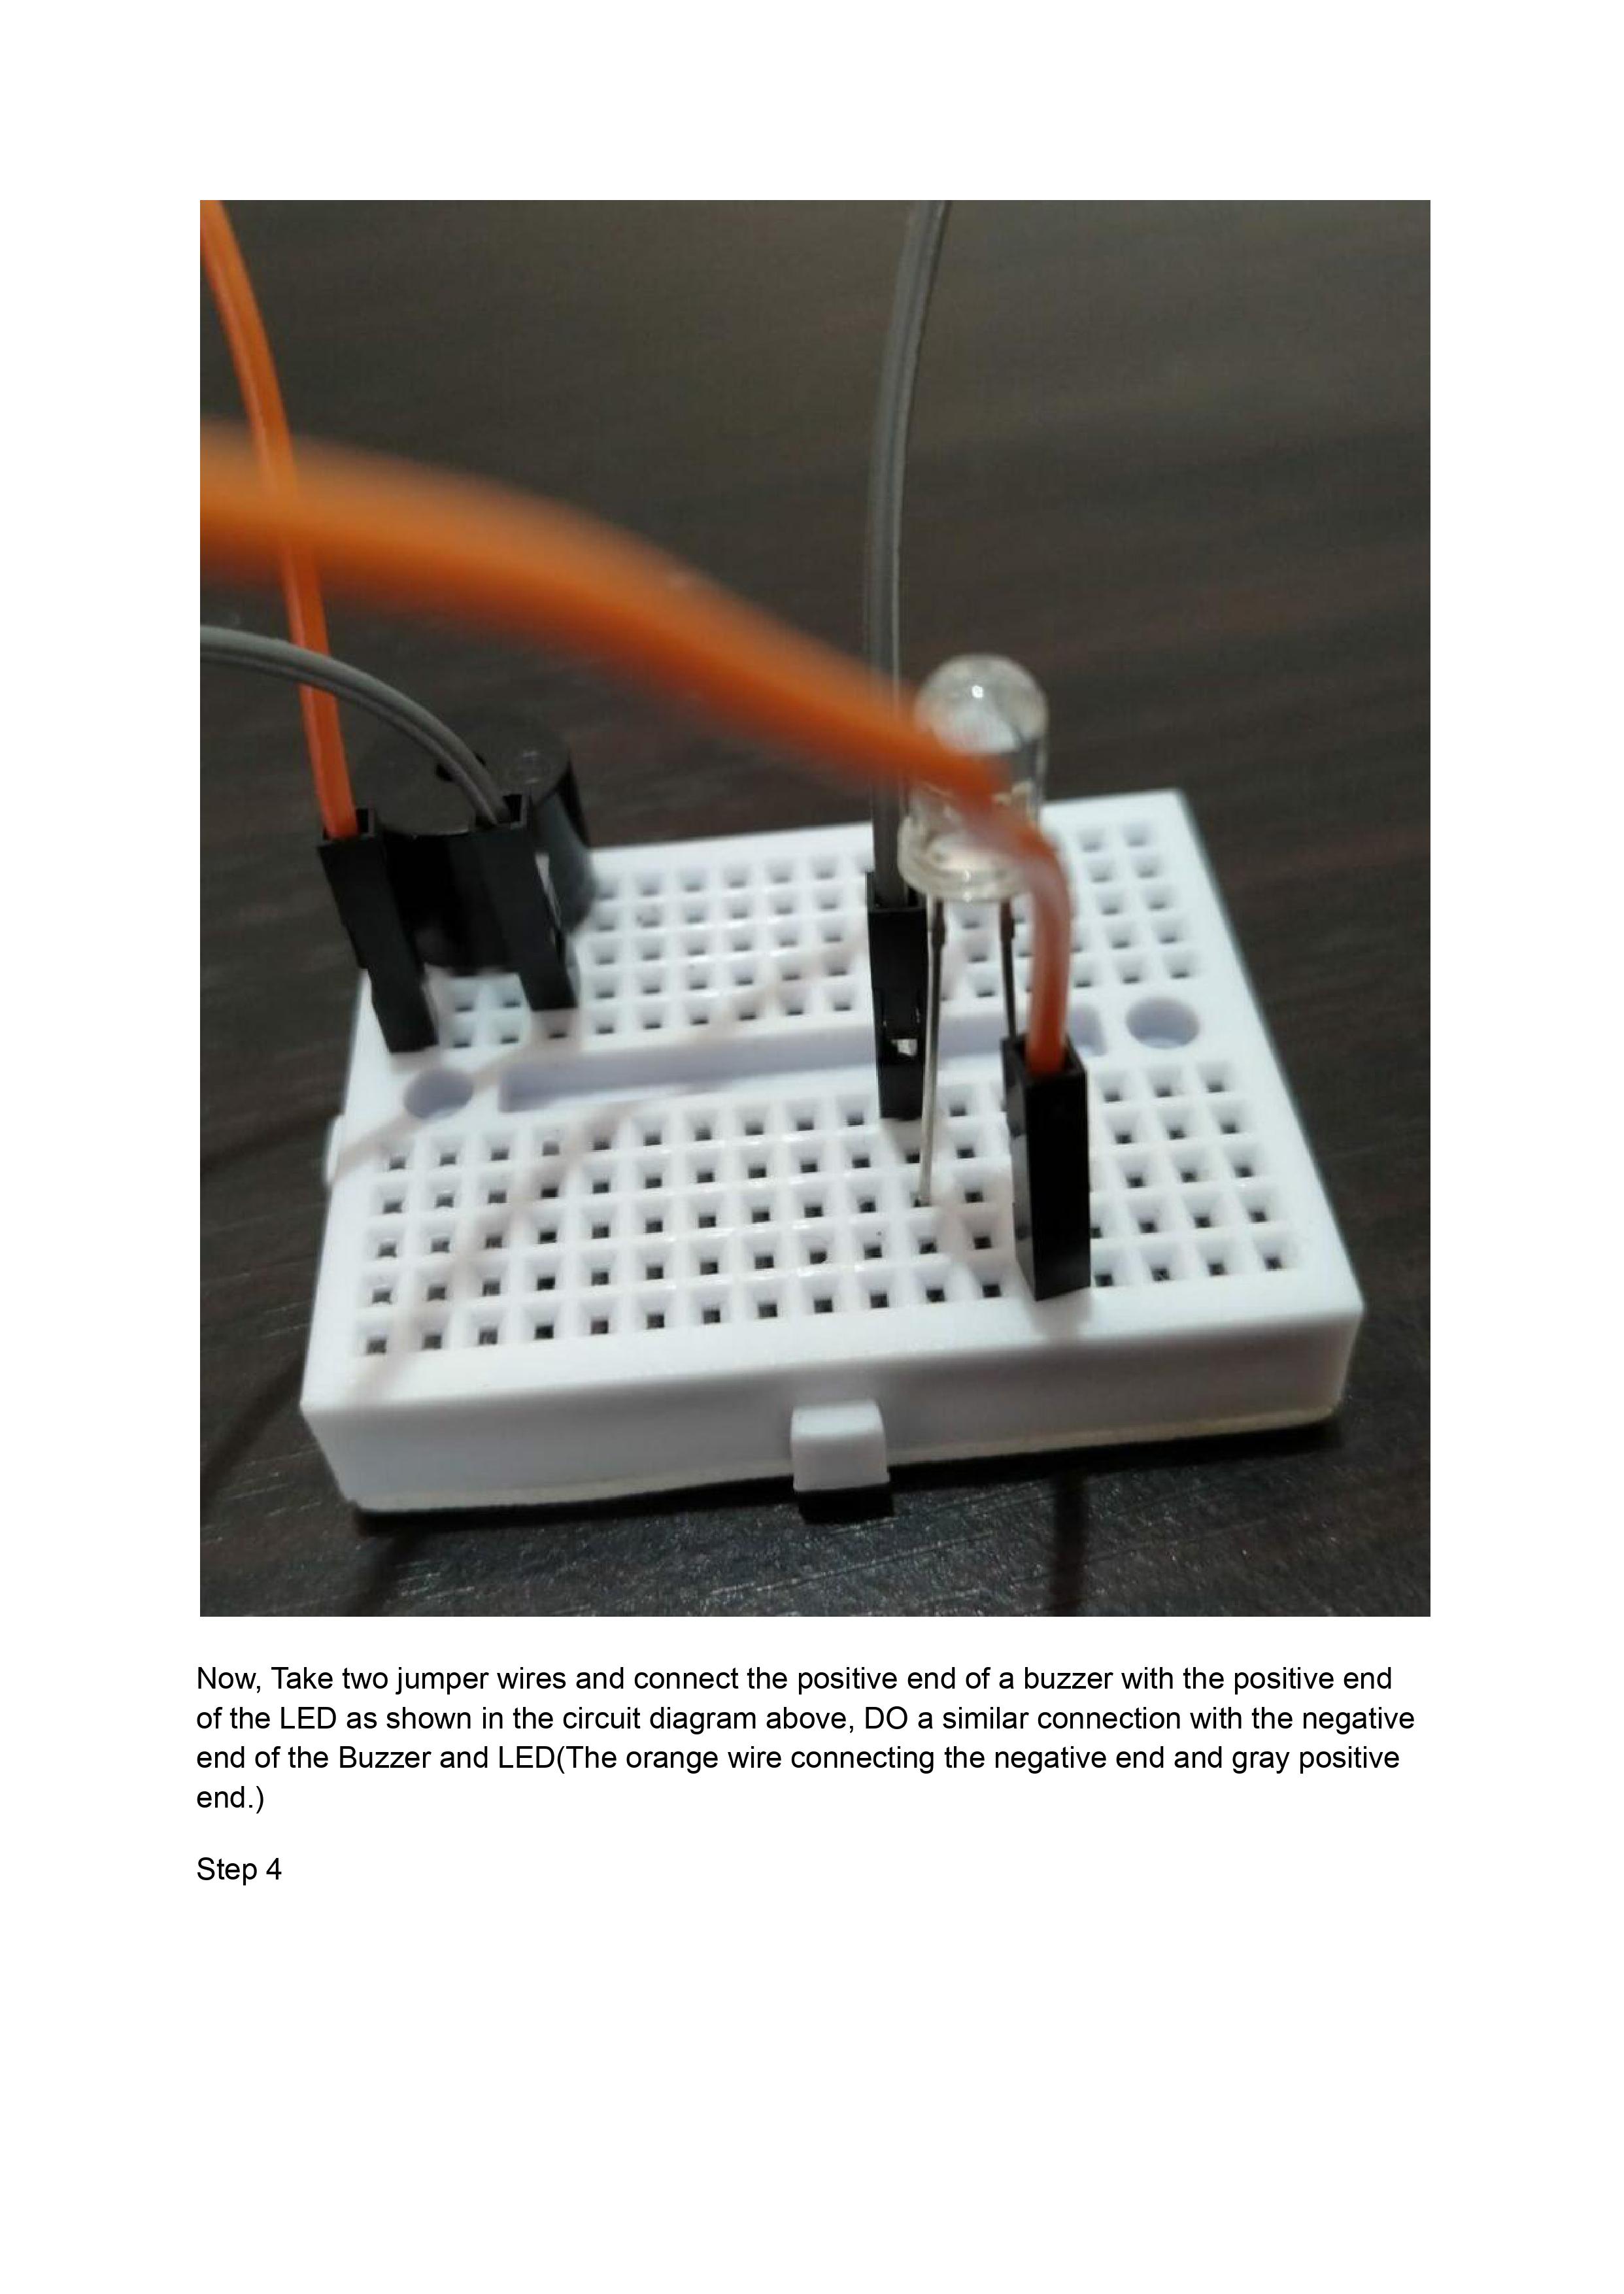 Now, Take two jumper wires and connect the positive end of a buzzer with the positive end
of the LED as shown in the circuit diagram above, DO a similar connection with the negative
end of the Buzzer and LED(The orange wire connecting the negative end and gray positive
end.)
Step 4